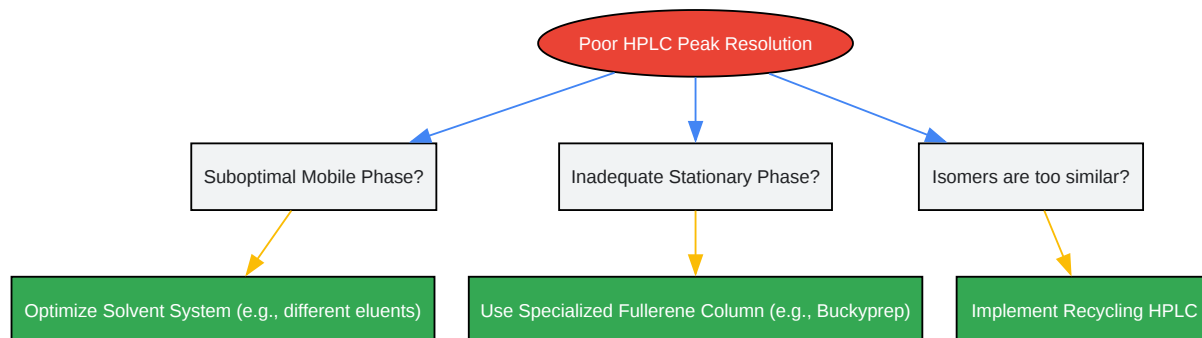 Poor HPLC Peak Resolution
Suboptimal Mobile Phase?
Inadequate Stationary Phase?
Isomers are too similar?
Optimize Solvent System (e.g., different eluents)
Use Specialized Fullerene Column (e.g., Buckyprep)
Implement Recycling HPLC